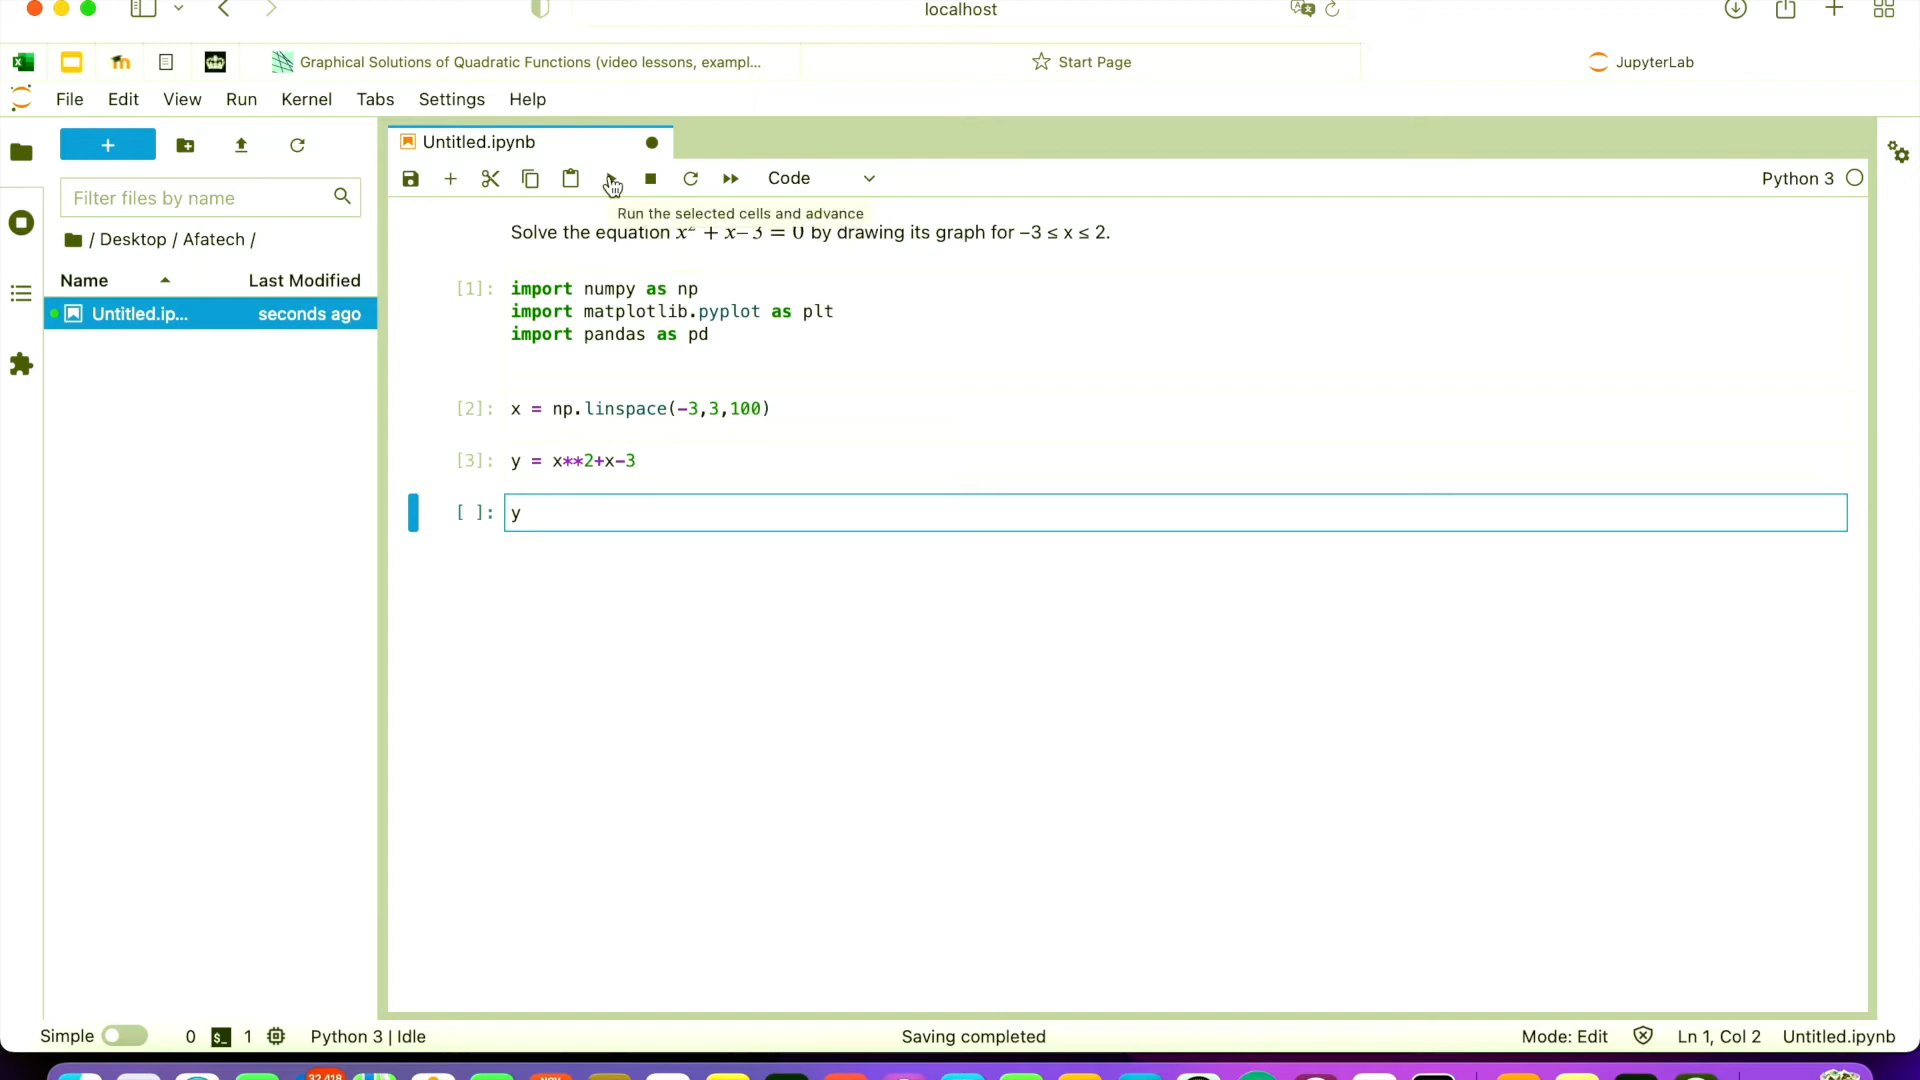 localhost
Graphical Solutions of Quadratic Functions (video lessons, exampl...
Start Page
JupyterLab
File Edit View Run Kernel Tabs Settings Help
Untitled.ipynb
Code
Python 3
Filter files by name
Run the selected cells and advance
/ Desktop / Afatech /
Solve the equation x² + x– 3 = 0 by drawing its graph for −3 ≤ x ≤ 2.
Name Last Modified
Untitled.ip... seconds ago
[1]: import numpy as np
import matplotlib.pyplot as plt
import pandas as pd
[2]: x = np.linspace(-3,3,100)
[3]: y = x**2+x-3
[ ]: y
Simple 0 $_ 1 Python 3 | Idle Saving completed Mode: Edit Ln 1, Col 2 Untitled.ipynb
32,418
NOV